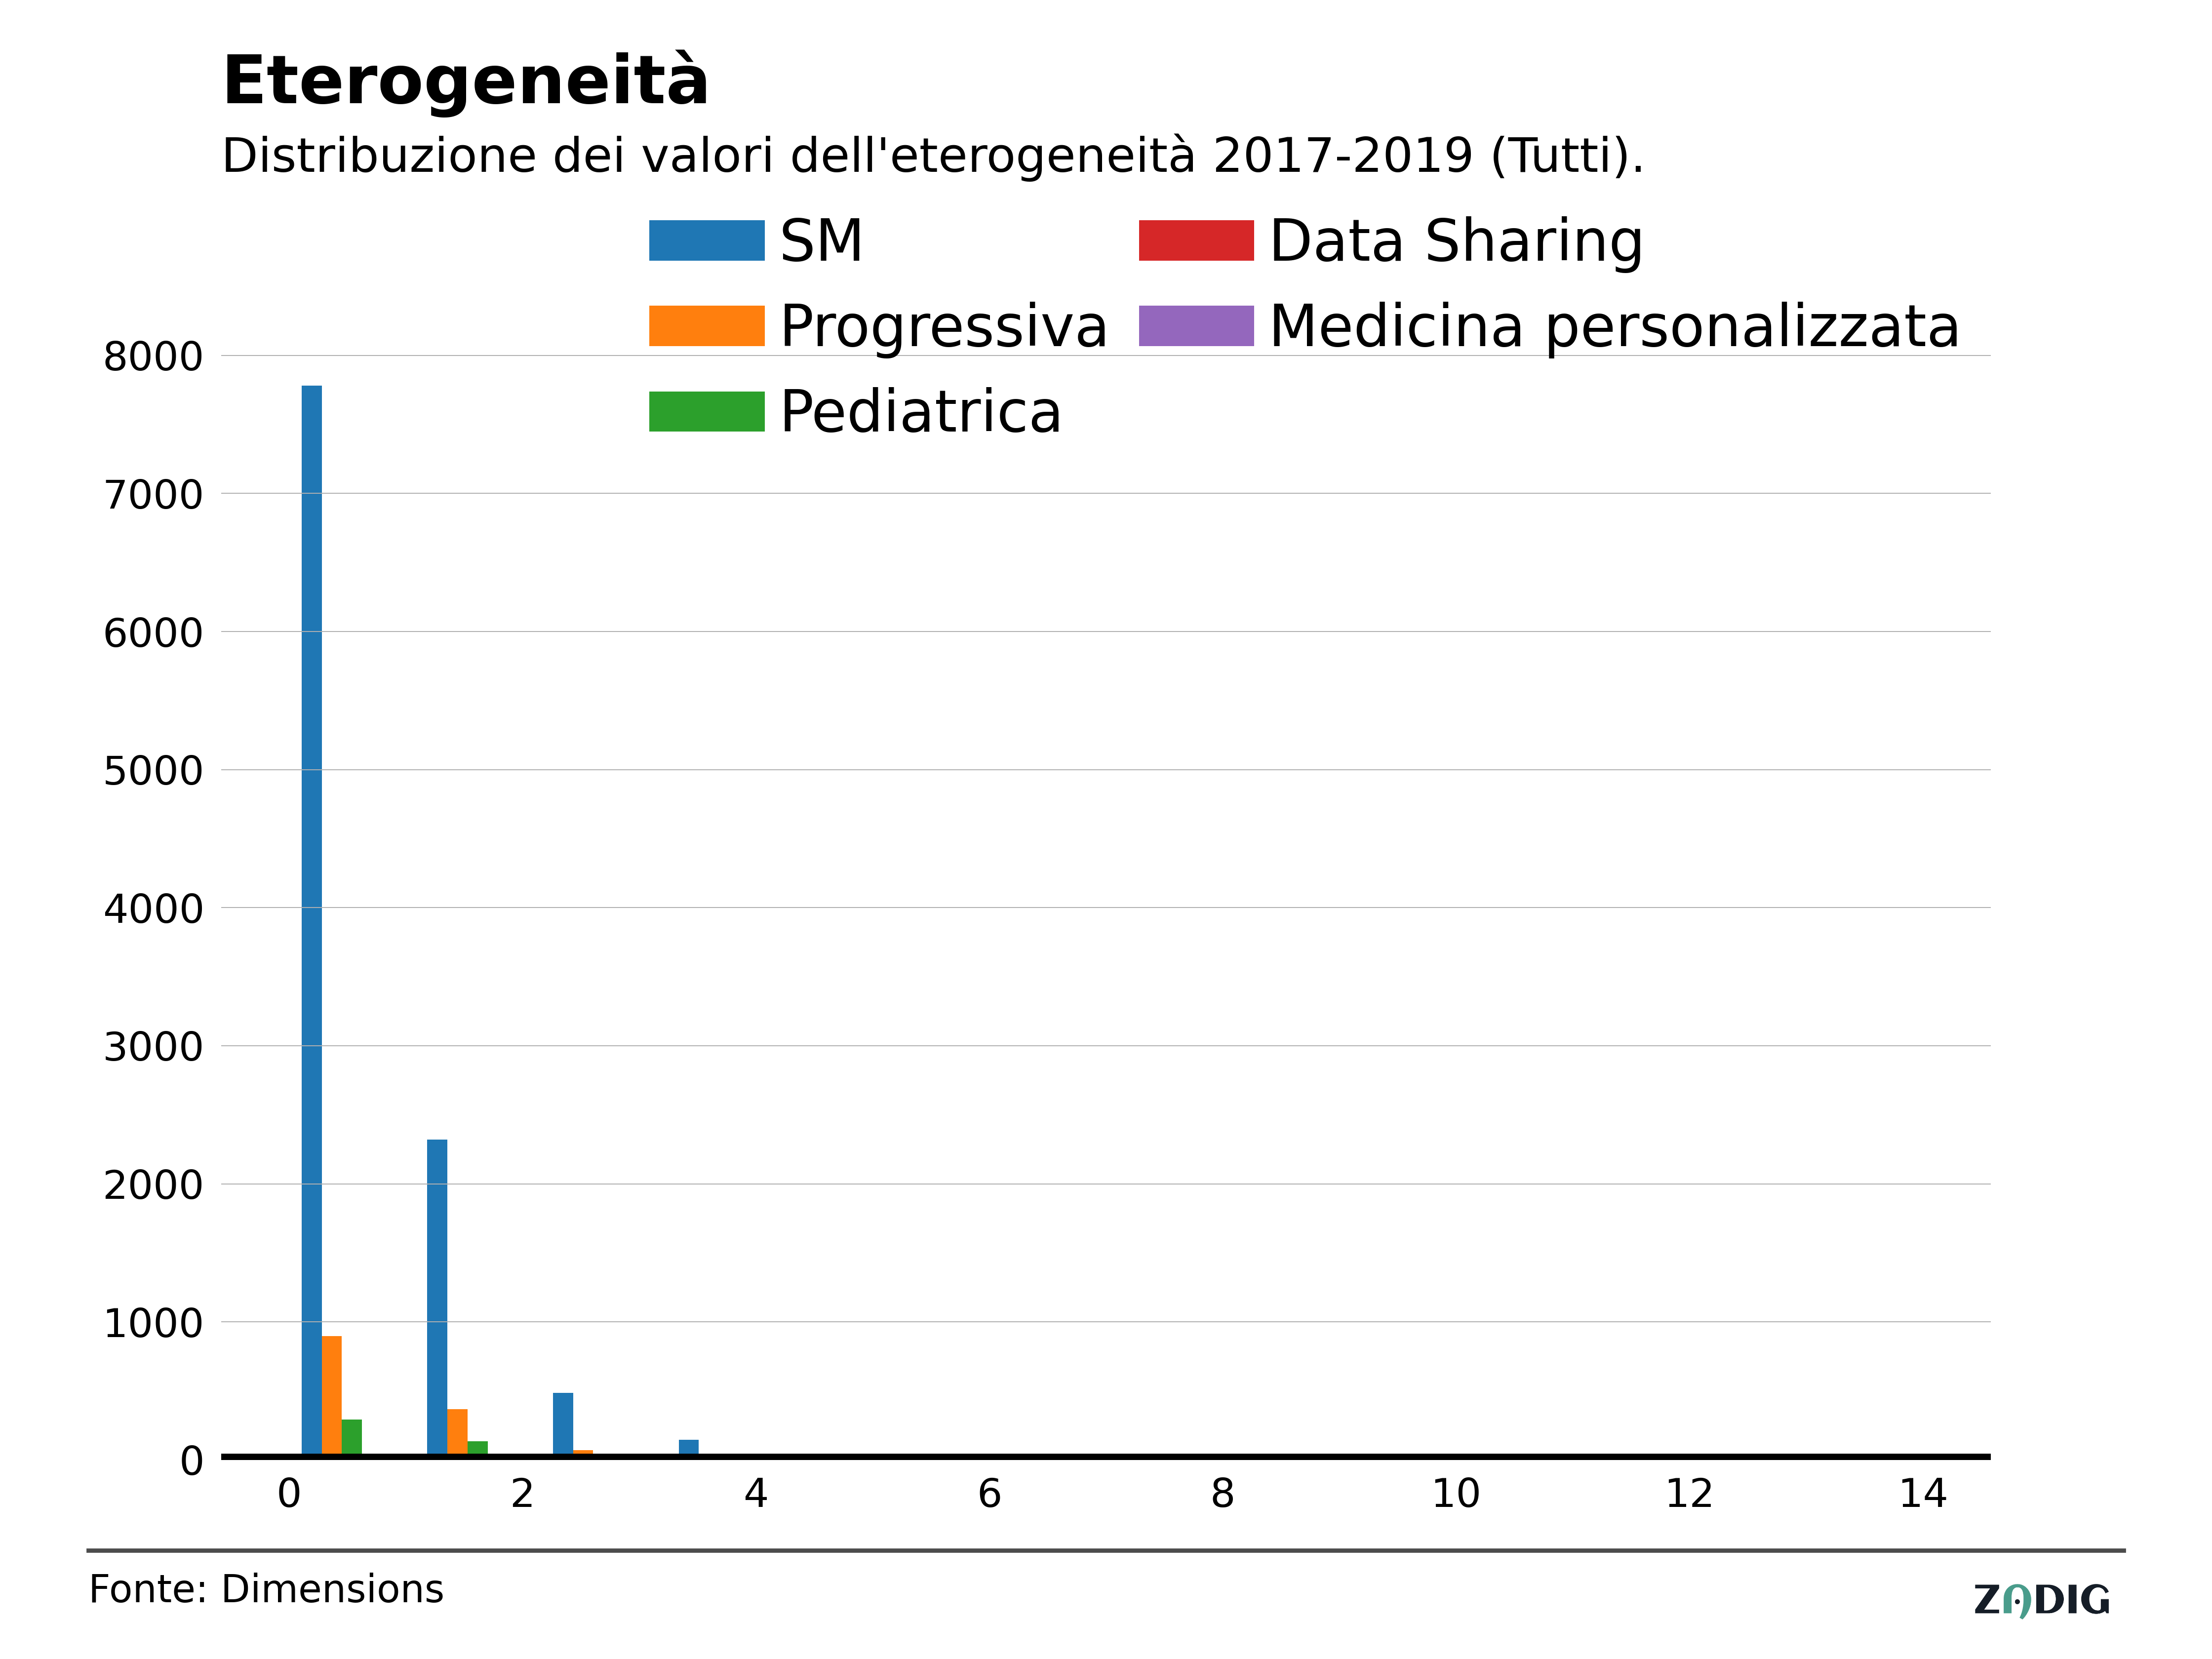 Eterogeneità
Distribuzione dei valori dell'eterogeneità 2017-2019 (Tutti).
SM
Data Sharing
Progressiva
Medicina personalizzata
Pediatrica
8000
7000
6000
5000
4000
3000
2000
1000
0
0 2 4 6 8 10 12 14
Fonte: Dimensions
ZADIG